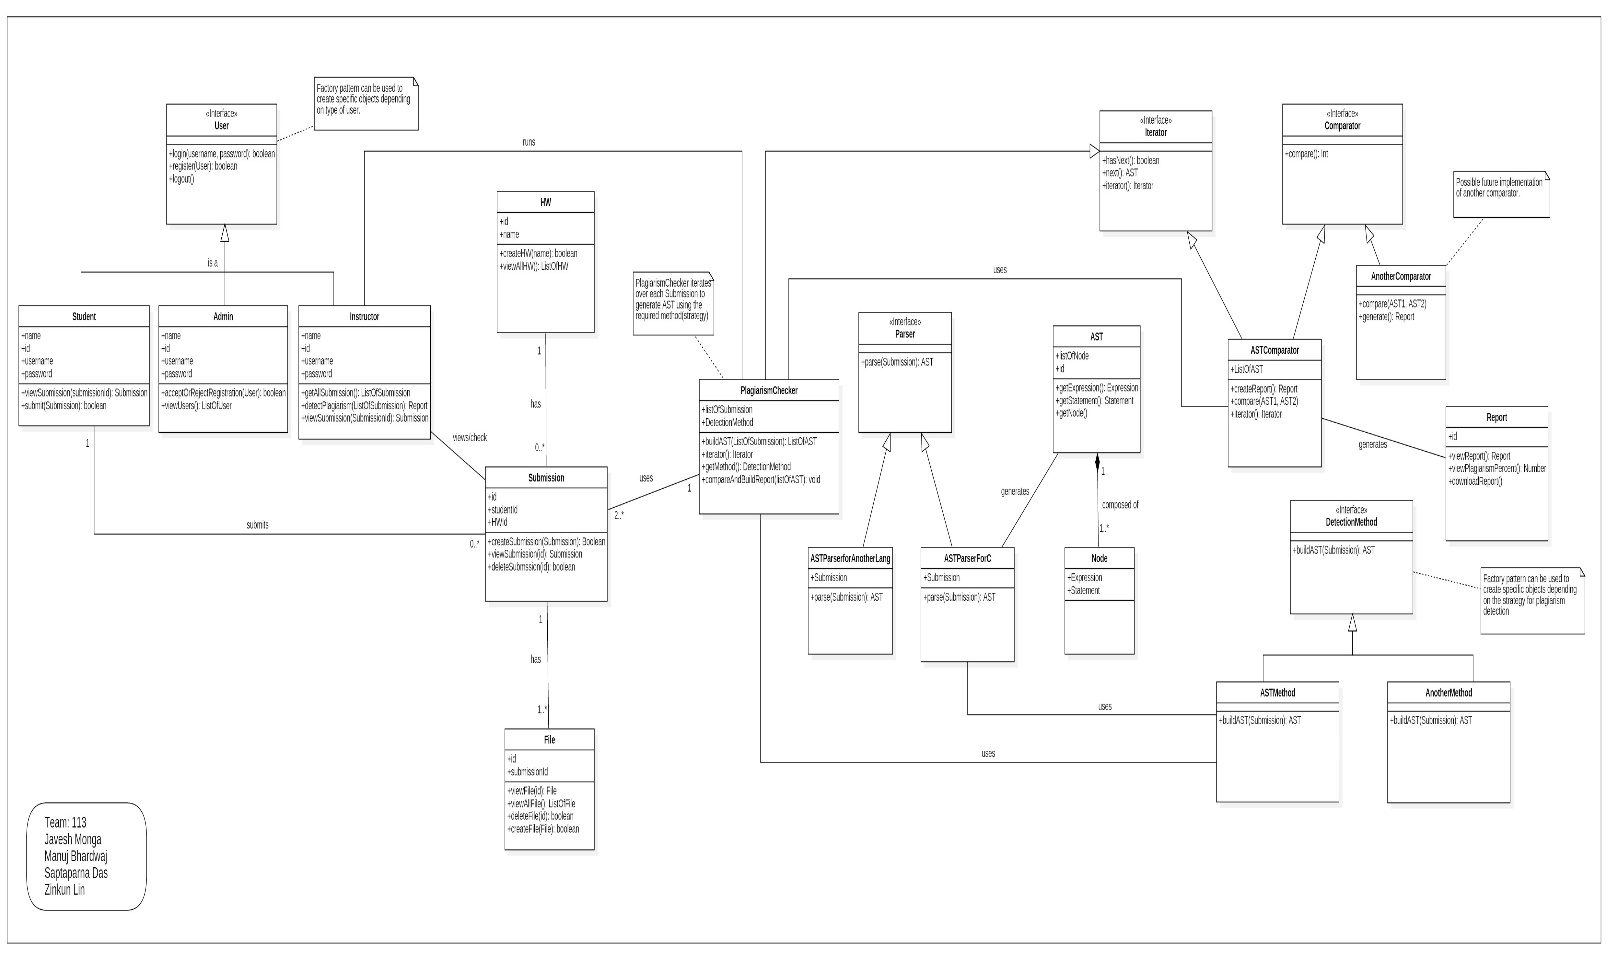 Factory pattern can be used to
create specific objects depending
on type of user.
«Interface»
User
+login(username, password): boolean
+register(User): boolean
+logout()
is a
runs
Student
+name
+id
+username
+password
+viewSubmission(submissionId): Submission
+submit(Submission): boolean
Admin
+name
+id
+username
+password
+acceptOrRejectRegistration(User): boolean
+viewUsers(): ListOfUser
Instructor
+name
+id
+username
+password
+getAllSubmission(): ListOfSubmission
+detectPlagiarism(ListOfSubmission): Report
+viewSubmission(SubmissionId): Submission
HW
+id
+name
+createHW(name): boolean
+viewAllHW(): ListOfHW
1
has
0..*
views/check
1
submits
0..*
Submission
+id
+studentId
+HWId
+createSubmission(Submission): Boolean
+viewSubmission(id): Submission
+deleteSubmssion(id): boolean
uses
1
2..*
1
has
1..*
File
+id
+submissionId
+viewFile(id): File
+viewAllFile(): ListOfFile
+deleteFile(id): boolean
+createFile(File): boolean
PlagiarismChecker iterates
over each Submission to
generate AST using the
required method(strategy)
PlagiarismChecker
+listOfSubmission
+DetectionMethod
+buildAST(ListOfSubmission): ListOfAST
+iterator(): Iterator
+getMethod(): DetectionMethod
+compareAndBuildReport(listOfAST): void
«Interface»
Parser
+parse(Submission): AST
ASTParserforAnotherLang
+Submission
+parse(Submission): AST
ASTParserForC
+Submission
+parse(Submission): AST
AST
+listOfNode
+id
+getExpression(): Expression
+getStatement(): Statement
+getNode()
generates
1
composed of
1..*
Node
+Expression
+Statement
uses
«Interface»
Iterator
+hasNext(): boolean
+next(): AST
+iterator(): Iterator
«Interface»
Comparator
+compare(): int
Possible future implementation
of another comparator.
AnotherComparator
+compare(AST1, AST2)
+generate(): Report
ASTComparator
+ListOfAST
+createReport(): Report
+compare(AST1, AST2)
+iterator(): Iterator
generates
Report
+id
+viewReport(): Report
+viewPlagiarismPercent(): Number
+downloadReport()
«Interface»
DetectionMethod
+buildAST(Submission): AST
Factory pattern can be used to
create specific objects depending
on the strategy for plagiarism
detection
ASTMethod
+buildAST(Submission): AST
AnotherMethod
+buildAST(Submission): AST
uses
uses
Team: 113
Javesh Monga
Manuj Bhardwaj
Saptaparna Das
Zinkun Lin